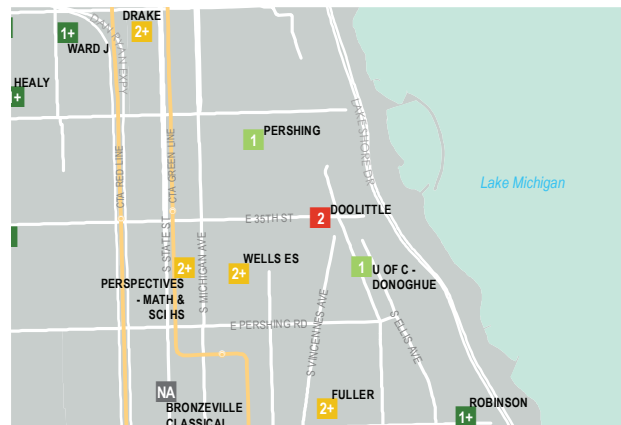 DRAKE
2+
1+
WARD J
DAN RYAN EXPY
HEALY
1+
1
PERSHING
LAKE SHORE DR
Lake Michigan
CTA RED LINE
CTA GREEN LINE
S STATE ST
S MICHIGAN AVE
E 35TH ST
2
DOOLITTLE
2+
2+
WELLS ES
1
U OF C -
DONOGHUE
PERSPECTIVES
- MATH &
SCI HS
E PERSHING RD
S VINCENNES AVE
S ELLIS AVE
NA
BRONZEVILLE
CLASSICAL
FULLER
2+
ROBINSON
1+